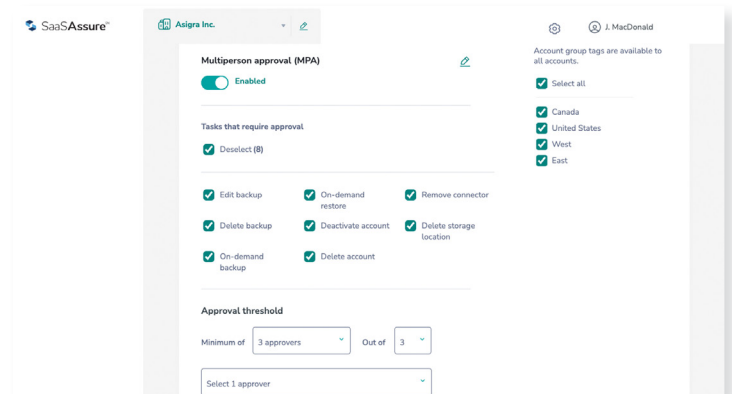 SaaSAssure™
Asigra Inc.
J. MacDonald
Multiperson approval (MPA)
Enabled
Tasks that require approval
Deselect (8)
Edit backup
On-demand
restore
Remove connector
Delete backup
Deactivate account
Delete storage
location
On-demand
backup
Delete account
Approval threshold
Minimum of
3 approvers
Out of
3
Select 1 approver
Account group tags are available to
all accounts.
Select all
Canada
United States
West
East